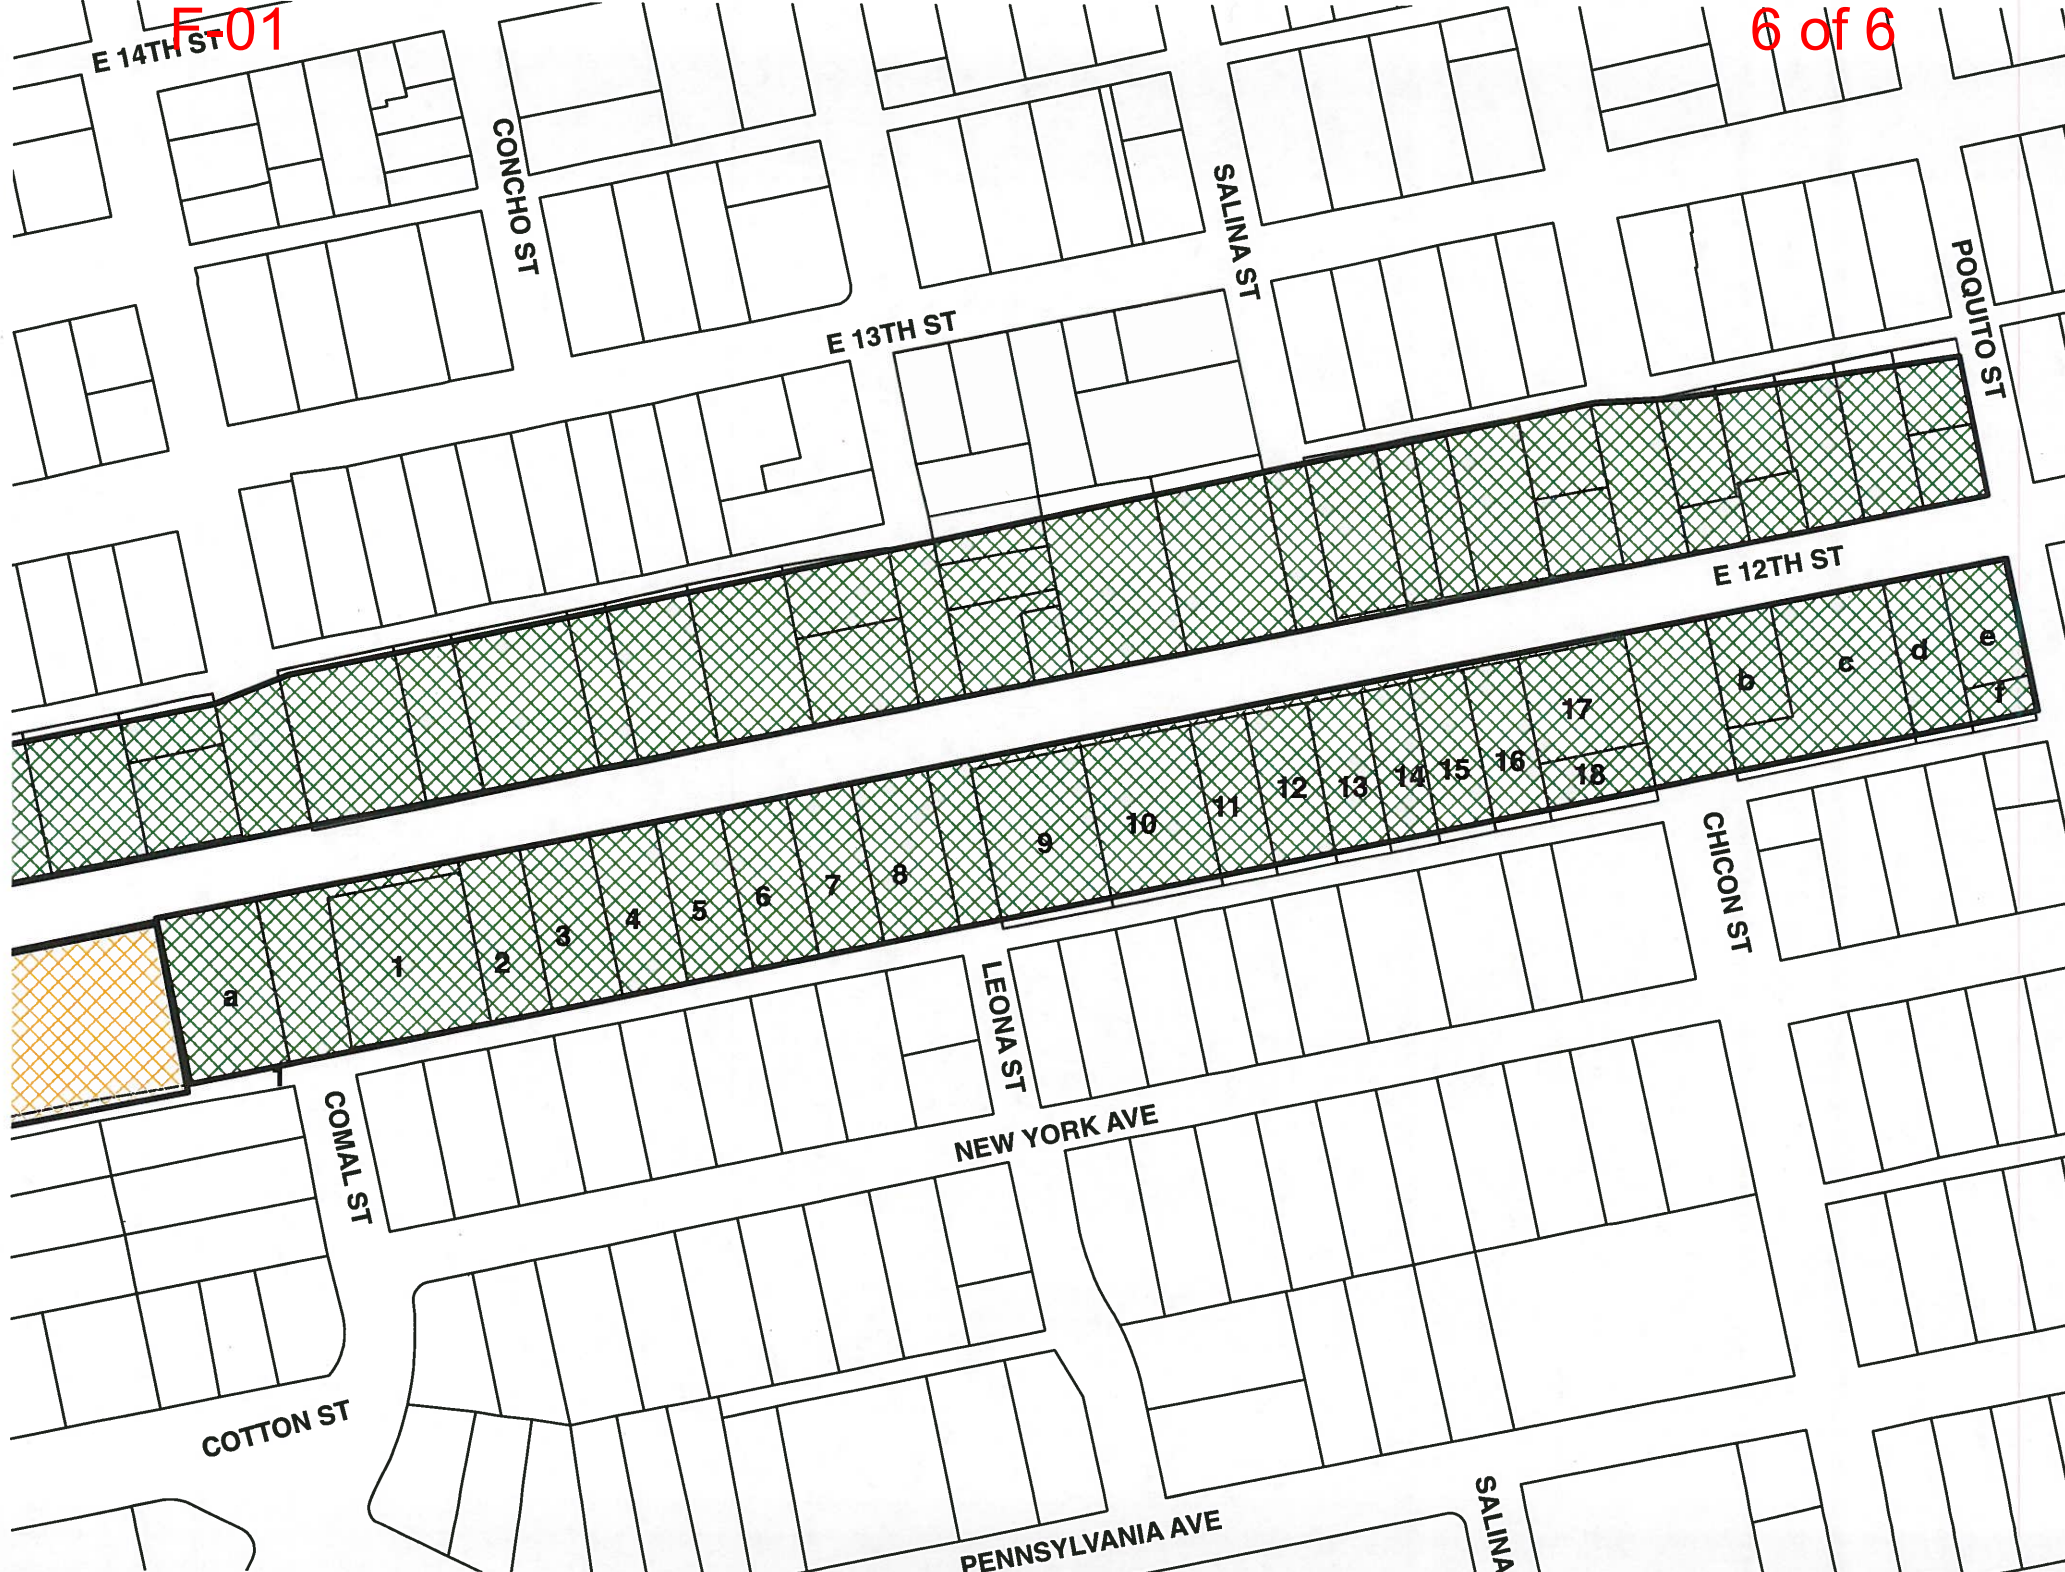 F-01
6 of 6
E 14TH ST
CONCHO ST
SALINA ST
POQUITO ST
E 13TH ST
E 12TH ST
a
1
2
3
4
5
6
7
8
9
10
11
12
13
14
15
16
17
18
b
c
d
e
f
CHICON ST
LEONA ST
COMAL ST
NEW YORK AVE
COTTON ST
PENNSYLVANIA AVE
SALINA